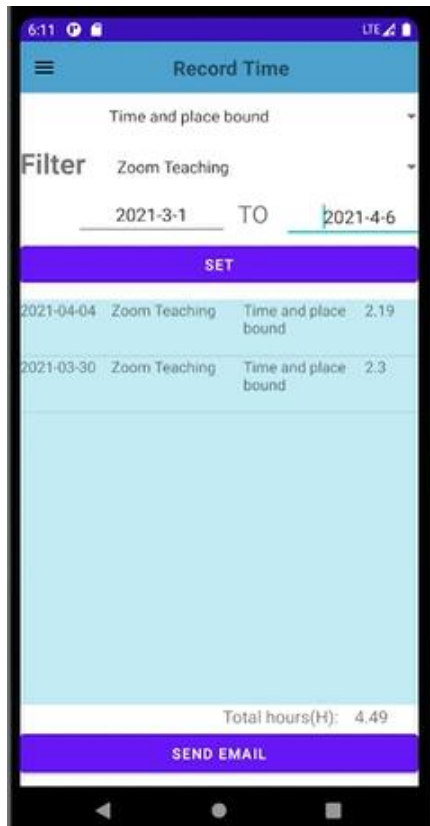 6:11 LTE
Record Time
Time and place bound
Filter Zoom Teaching
2021-3-1 TO 2021-4-6
SET
2021-04-04 Zoom Teaching Time and place bound 2.19
2021-03-30 Zoom Teaching Time and place bound 2.3
Total hours(H): 4.49
SEND EMAIL